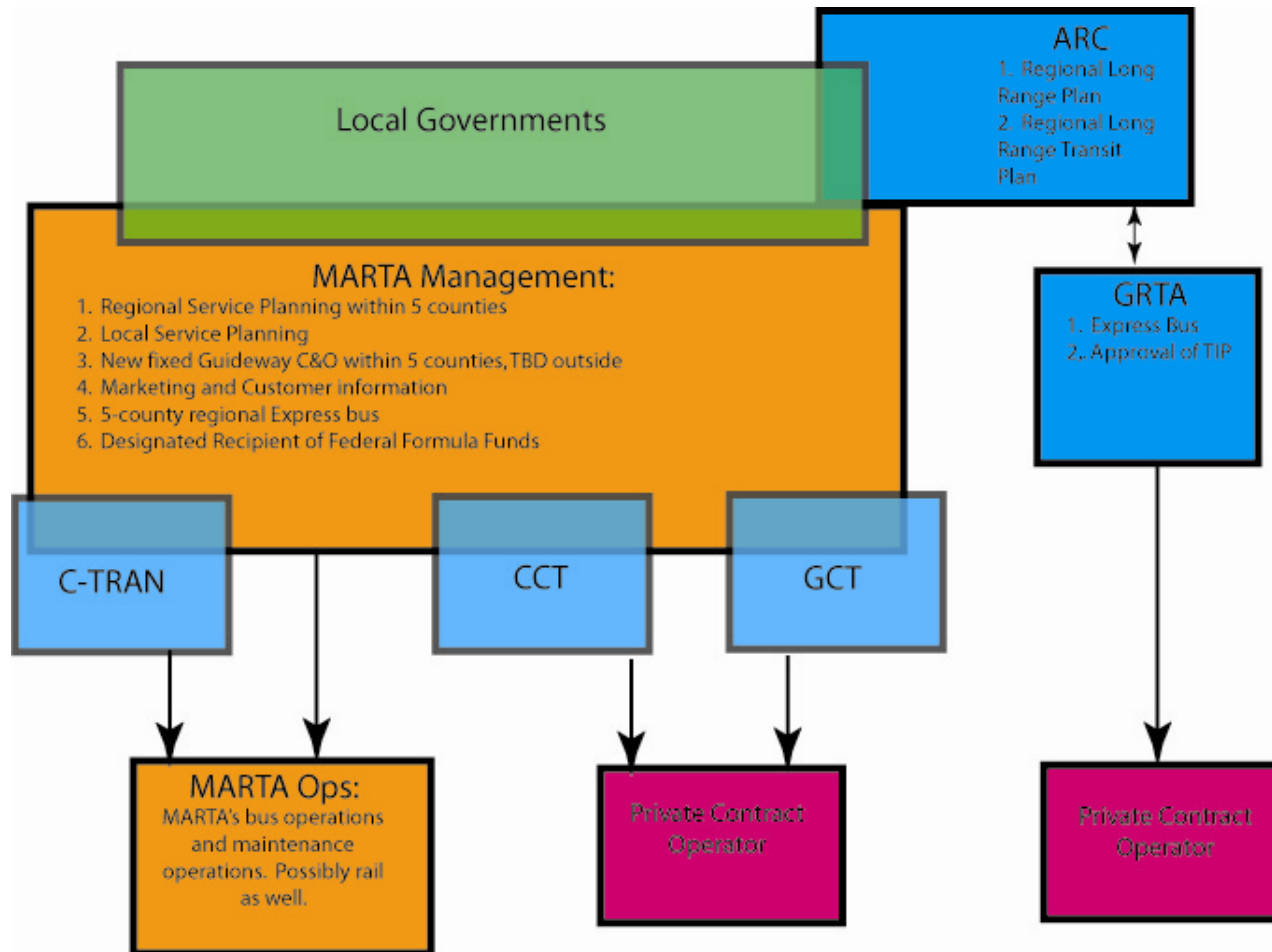 ARC
1. Regional Long
Range Plan
2. Regional Long
Range Transit
Plan
Local Governments
MARTA Management:
1. Regional Service Planning within 5 counties
2. Local Service Planning
3. New fixed Guideway C&O within 5 counties, TBD outside
4. Marketing and Customer information
5. 5-county regional Express bus
6. Designated Recipient of Federal Formula Funds
GRTA
1. Express Bus
2. Approval of TIP
C-TRAN
CCT
GCT
MARTA Ops:
MARTA's bus operations
and maintenance
operations. Possibly rail
as well.
Private Contract
Operator
Private Contract
Operator